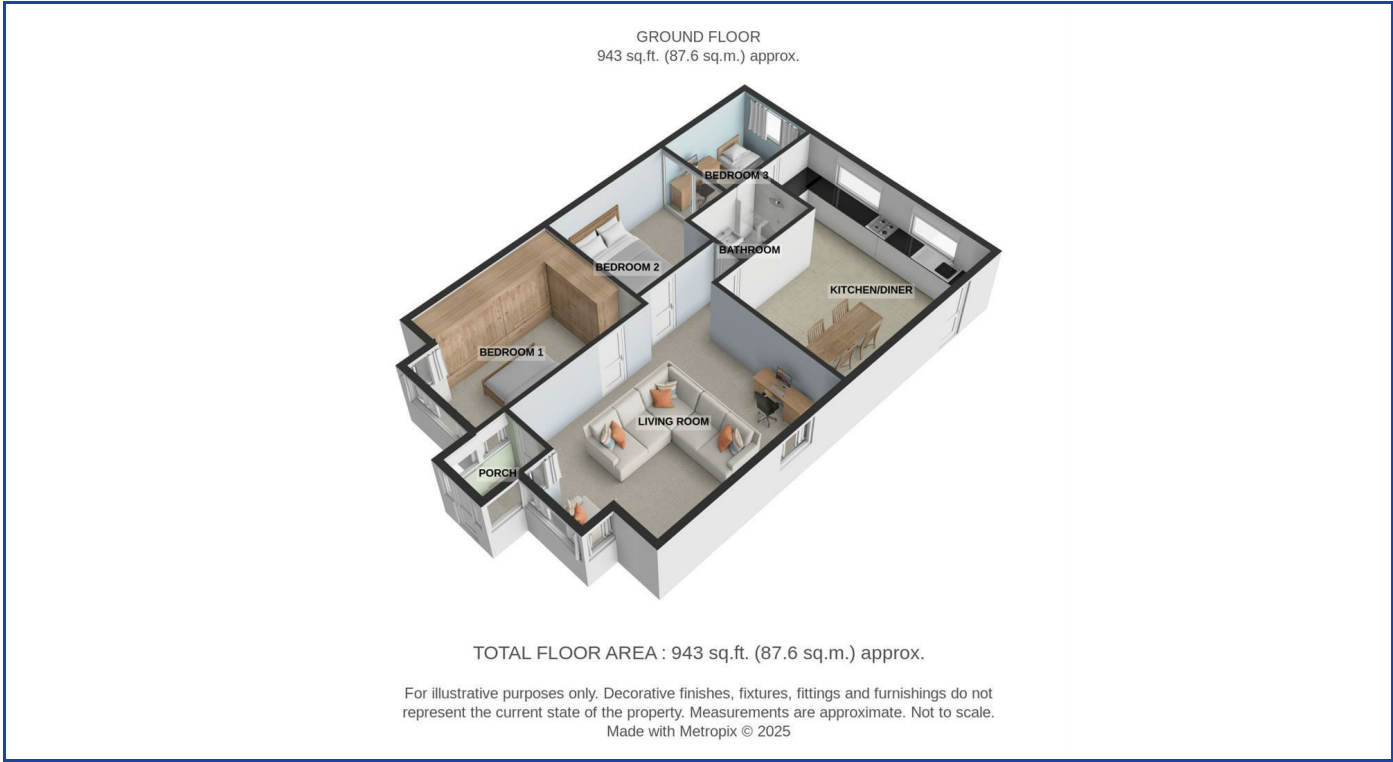 GROUND FLOOR
943 sq.ft. (87.6 sq.m.) approx.
BEDROOM 3
BATHROOM
BEDROOM 2
KITCHEN/DINER
BEDROOM 1
LIVING ROOM
PORCH
TOTAL FLOOR AREA : 943 sq.ft. (87.6 sq.m.) approx.
For illustrative purposes only. Decorative finishes, fixtures, fittings and furnishings do not
represent the current state of the property. Measurements are approximate. Not to scale.
Made with Metropix © 2025